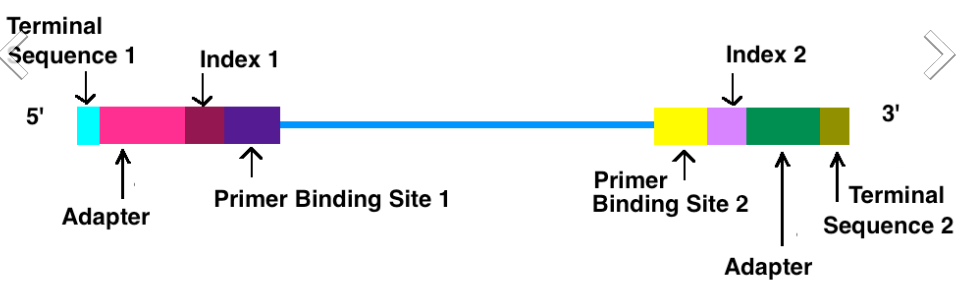 Terminal
Sequence 1
Index 1
Index 2
5'
3'
Adapter
Primer Binding Site 1
Primer
Binding Site 2
Terminal
Sequence 2
Adapter